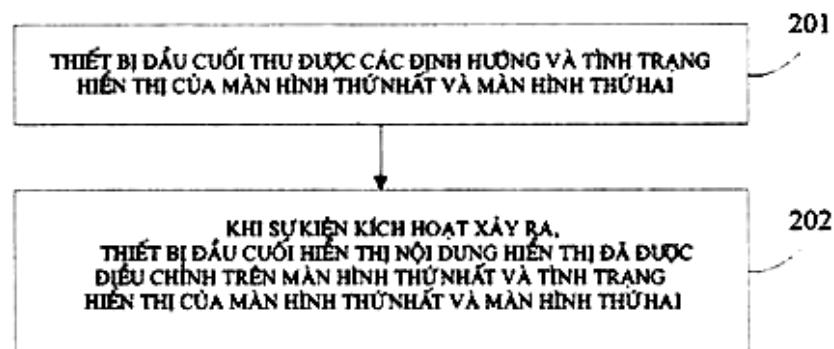 201
THIẾT BỊ ĐẦU CUỐI THU ĐƯỢC CÁC ĐỊNH HƯỚNG VÀ TÌNH TRẠNG
HIỂN THỊ CỦA MÀN HÌNH THỨ NHẤT VÀ MÀN HÌNH THỨ HAI
202
KHI SỰ KIỆN KÍCH HOẠT XẢY RA,
THIẾT BỊ ĐẦU CUỐI HIỂN THỊ NỘI DUNG HIỂN THỊ ĐÃ ĐƯỢC
ĐIỀU CHỈNH TRÊN MÀN HÌNH THỨ NHẤT VÀ TÌNH TRẠNG
HIỂN THỊ CỦA MÀN HÌNH THỨ NHẤT VÀ MÀN HÌNH THỨ HAI